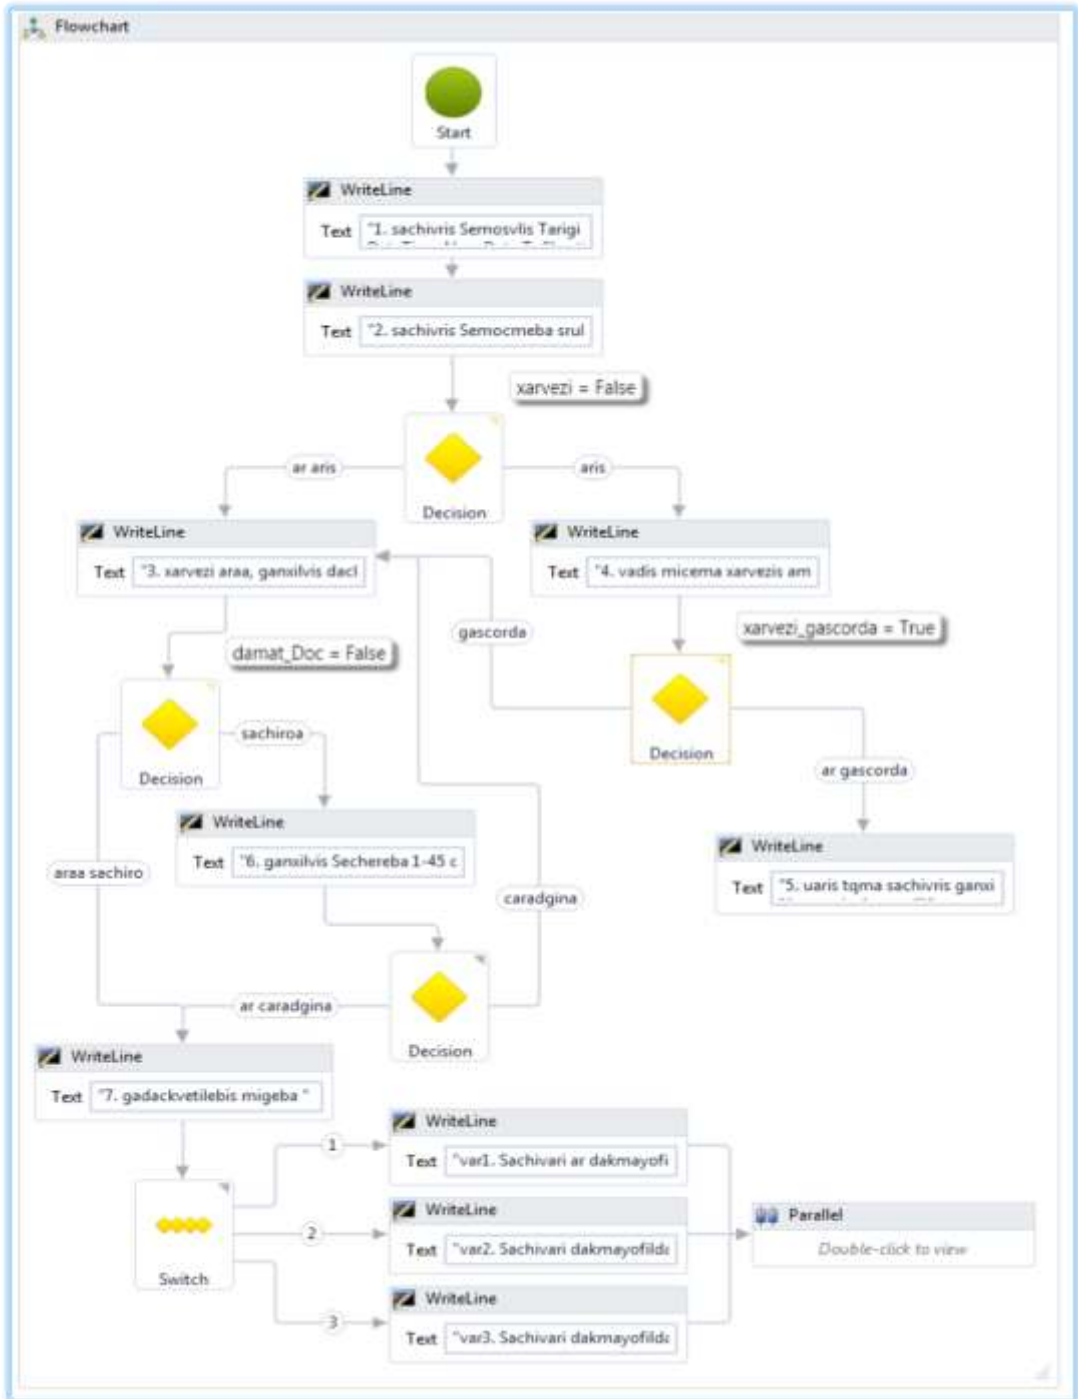 Flowchart
Start
WriteLine
Text "1. sachivris Semosvlis Tarigi
WriteLine
Text "2. sachivris Semocmeba srul
xarvezi = False
ar aris
aris
Decision
WriteLine
Text "3. xarvezi araa, ganxilvis dacl
WriteLine
Text "4. vadis micema xarvezis am
gascorda
xarvezi_gascorda = True
damat_Doc = False
Decision
sachiroa
Decision
ar gascorda
WriteLine
Text "6. ganxilvis Sechereba 1-45 c
WriteLine
Text "5. uaris tqma sachivris ganxi
araa sachiro
caradgina
ar caradgina
Decision
WriteLine
Text "7. gadackvetilebis migeba "
WriteLine
Text "var1. Sachivari ar dakmayofi
1
WriteLine
Text "var2. Sachivari dakmayofilda
2
Switch
Parallel
Double-click to view
WriteLine
Text "var3. Sachivari dakmayofilda
3